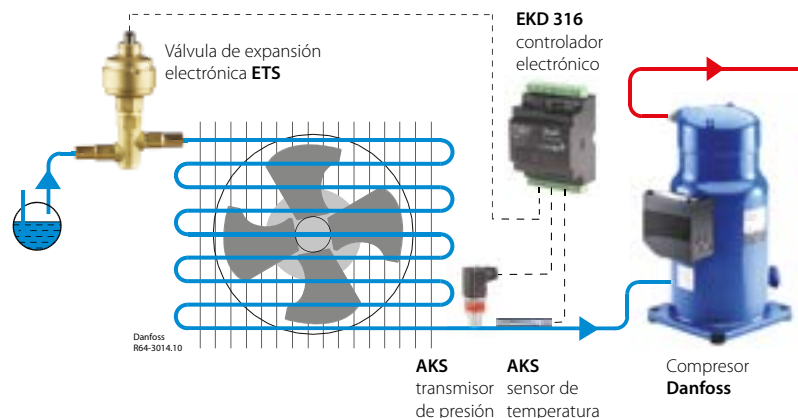 EKD 316
controlador
electrónico
Válvula de expansión
electrónica ETS
Danfoss
R64-3014.10
AKS
transmisor
de presión
AKS
sensor de
temperatura
Compresor
Danfoss